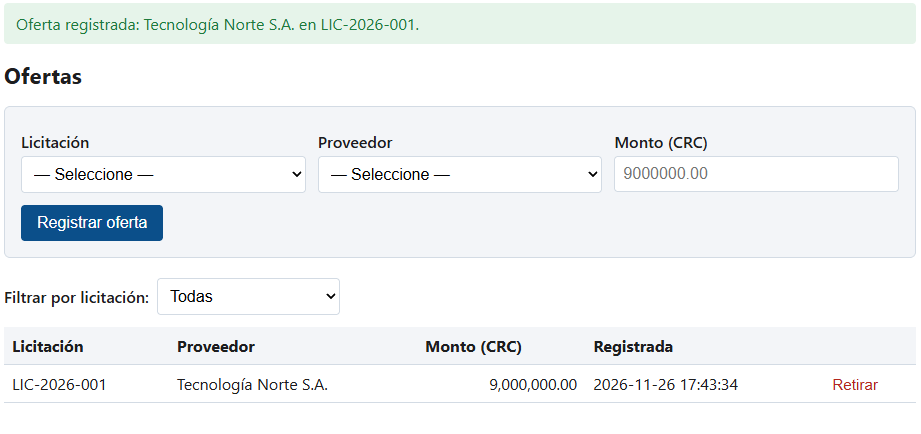 Oferta registrada: Tecnología Norte S.A. en LIC-2026-001.
Ofertas
Licitación Proveedor Monto (CRC)
— Seleccione — — Seleccione — 9000000.00
Registrar oferta
Filtrar por licitación: Todas
Licitación Proveedor Monto (CRC) Registrada
LIC-2026-001 Tecnología Norte S.A. 9,000,000.00 2026-11-26 17:43:34 Retirar